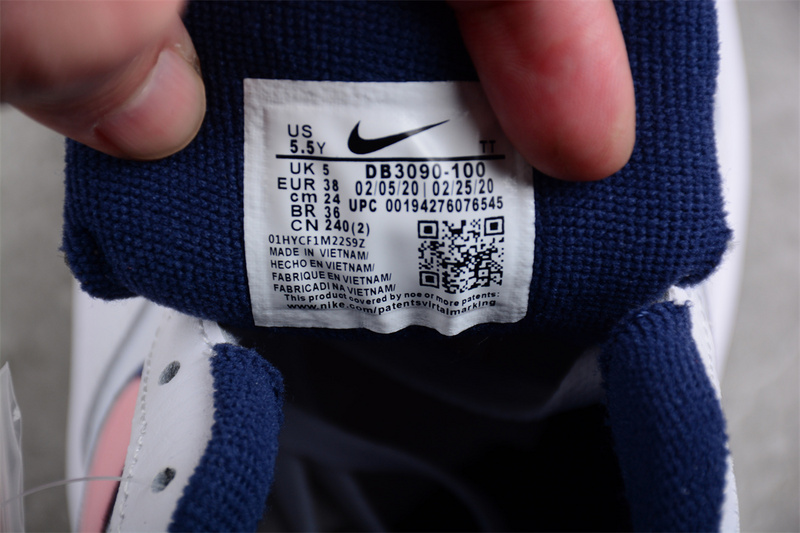 US
5.5Y TT
UK 5 DB3090-100
EUR 38 02/05/20 | 02/25/20
cm 24 UPC 00194276076545
BR 36
CN 240(2)
01HYCF1M22S9Z
MADE IN VIETNAM/
HECHO EN VIETNAM/
FABRIQUE EN VIETNAM/
FABRICADI NA VIETNAM/
This product covered by noe or more patents:
www.nike.com/patentsvirtalmarking